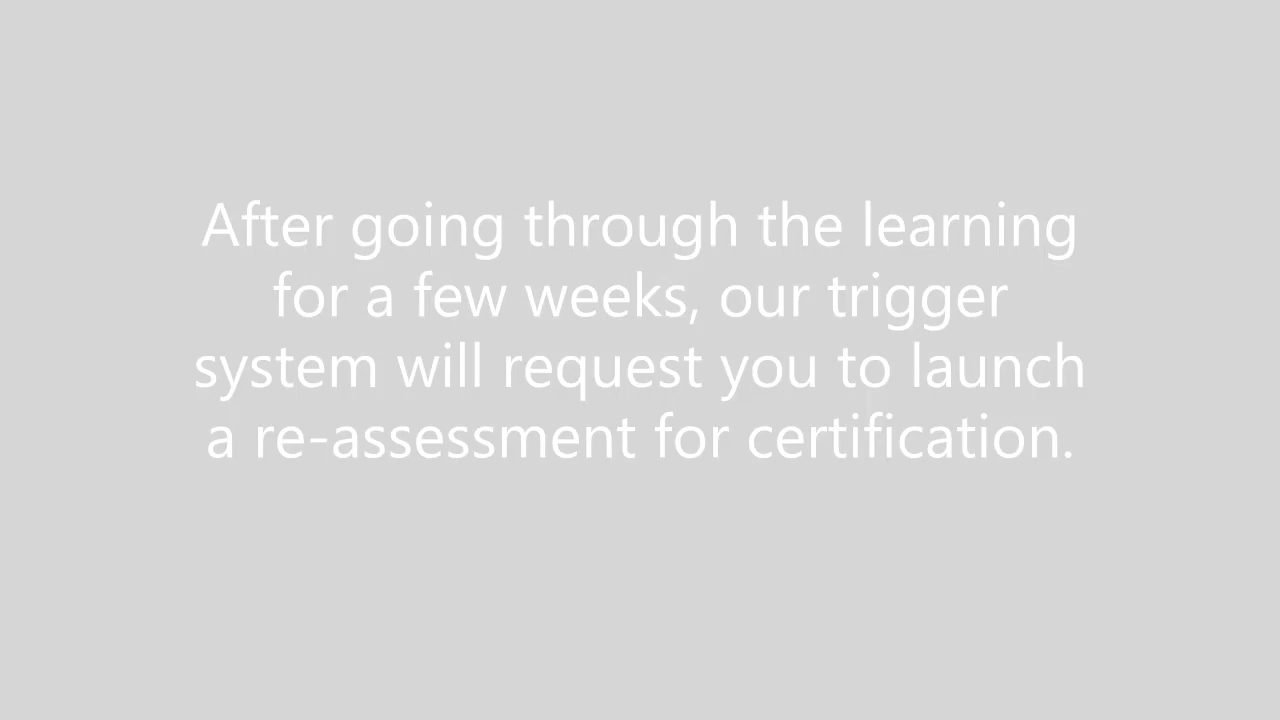 After going through the learning
for a few weeks, our trigger
system will request you to launch
a re-assessment for certification.